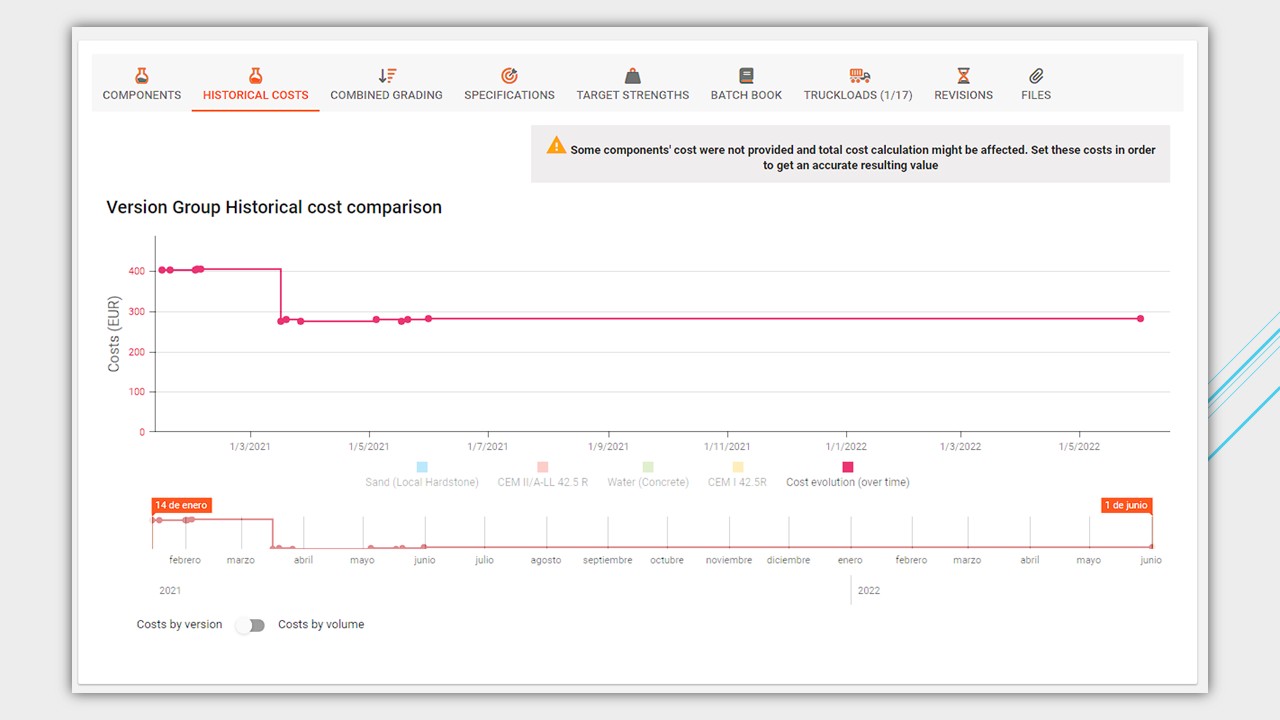 COMPONENTS HISTORICAL COSTS COMBINED GRADING SPECIFICATIONS TARGET STRENGTHS BATCH BOOK TRUCKLOADS (1/17) REVISIONS FILES
Some components' cost were not provided and total cost calculation might be affected. Set these costs in order
to get an accurate resulting value
Version Group Historical cost comparison
Costs (EUR)
400
300
200
100
0
1/3/2021 1/5/2021 1/7/2021 1/9/2021 1/11/2021 1/1/2022 1/3/2022 1/5/2022
Sand (Local Hardstone) CEM II/A-LL 42.5 R Water (Concrete) CEM I 42.5R Cost evolution (over time)
14 de enero 1 de junio
febrero marzo abril mayo junio julio agosto septiembre octubre noviembre diciembre enero febrero marzo abril mayo junio
2021 2022
Costs by version Costs by volume